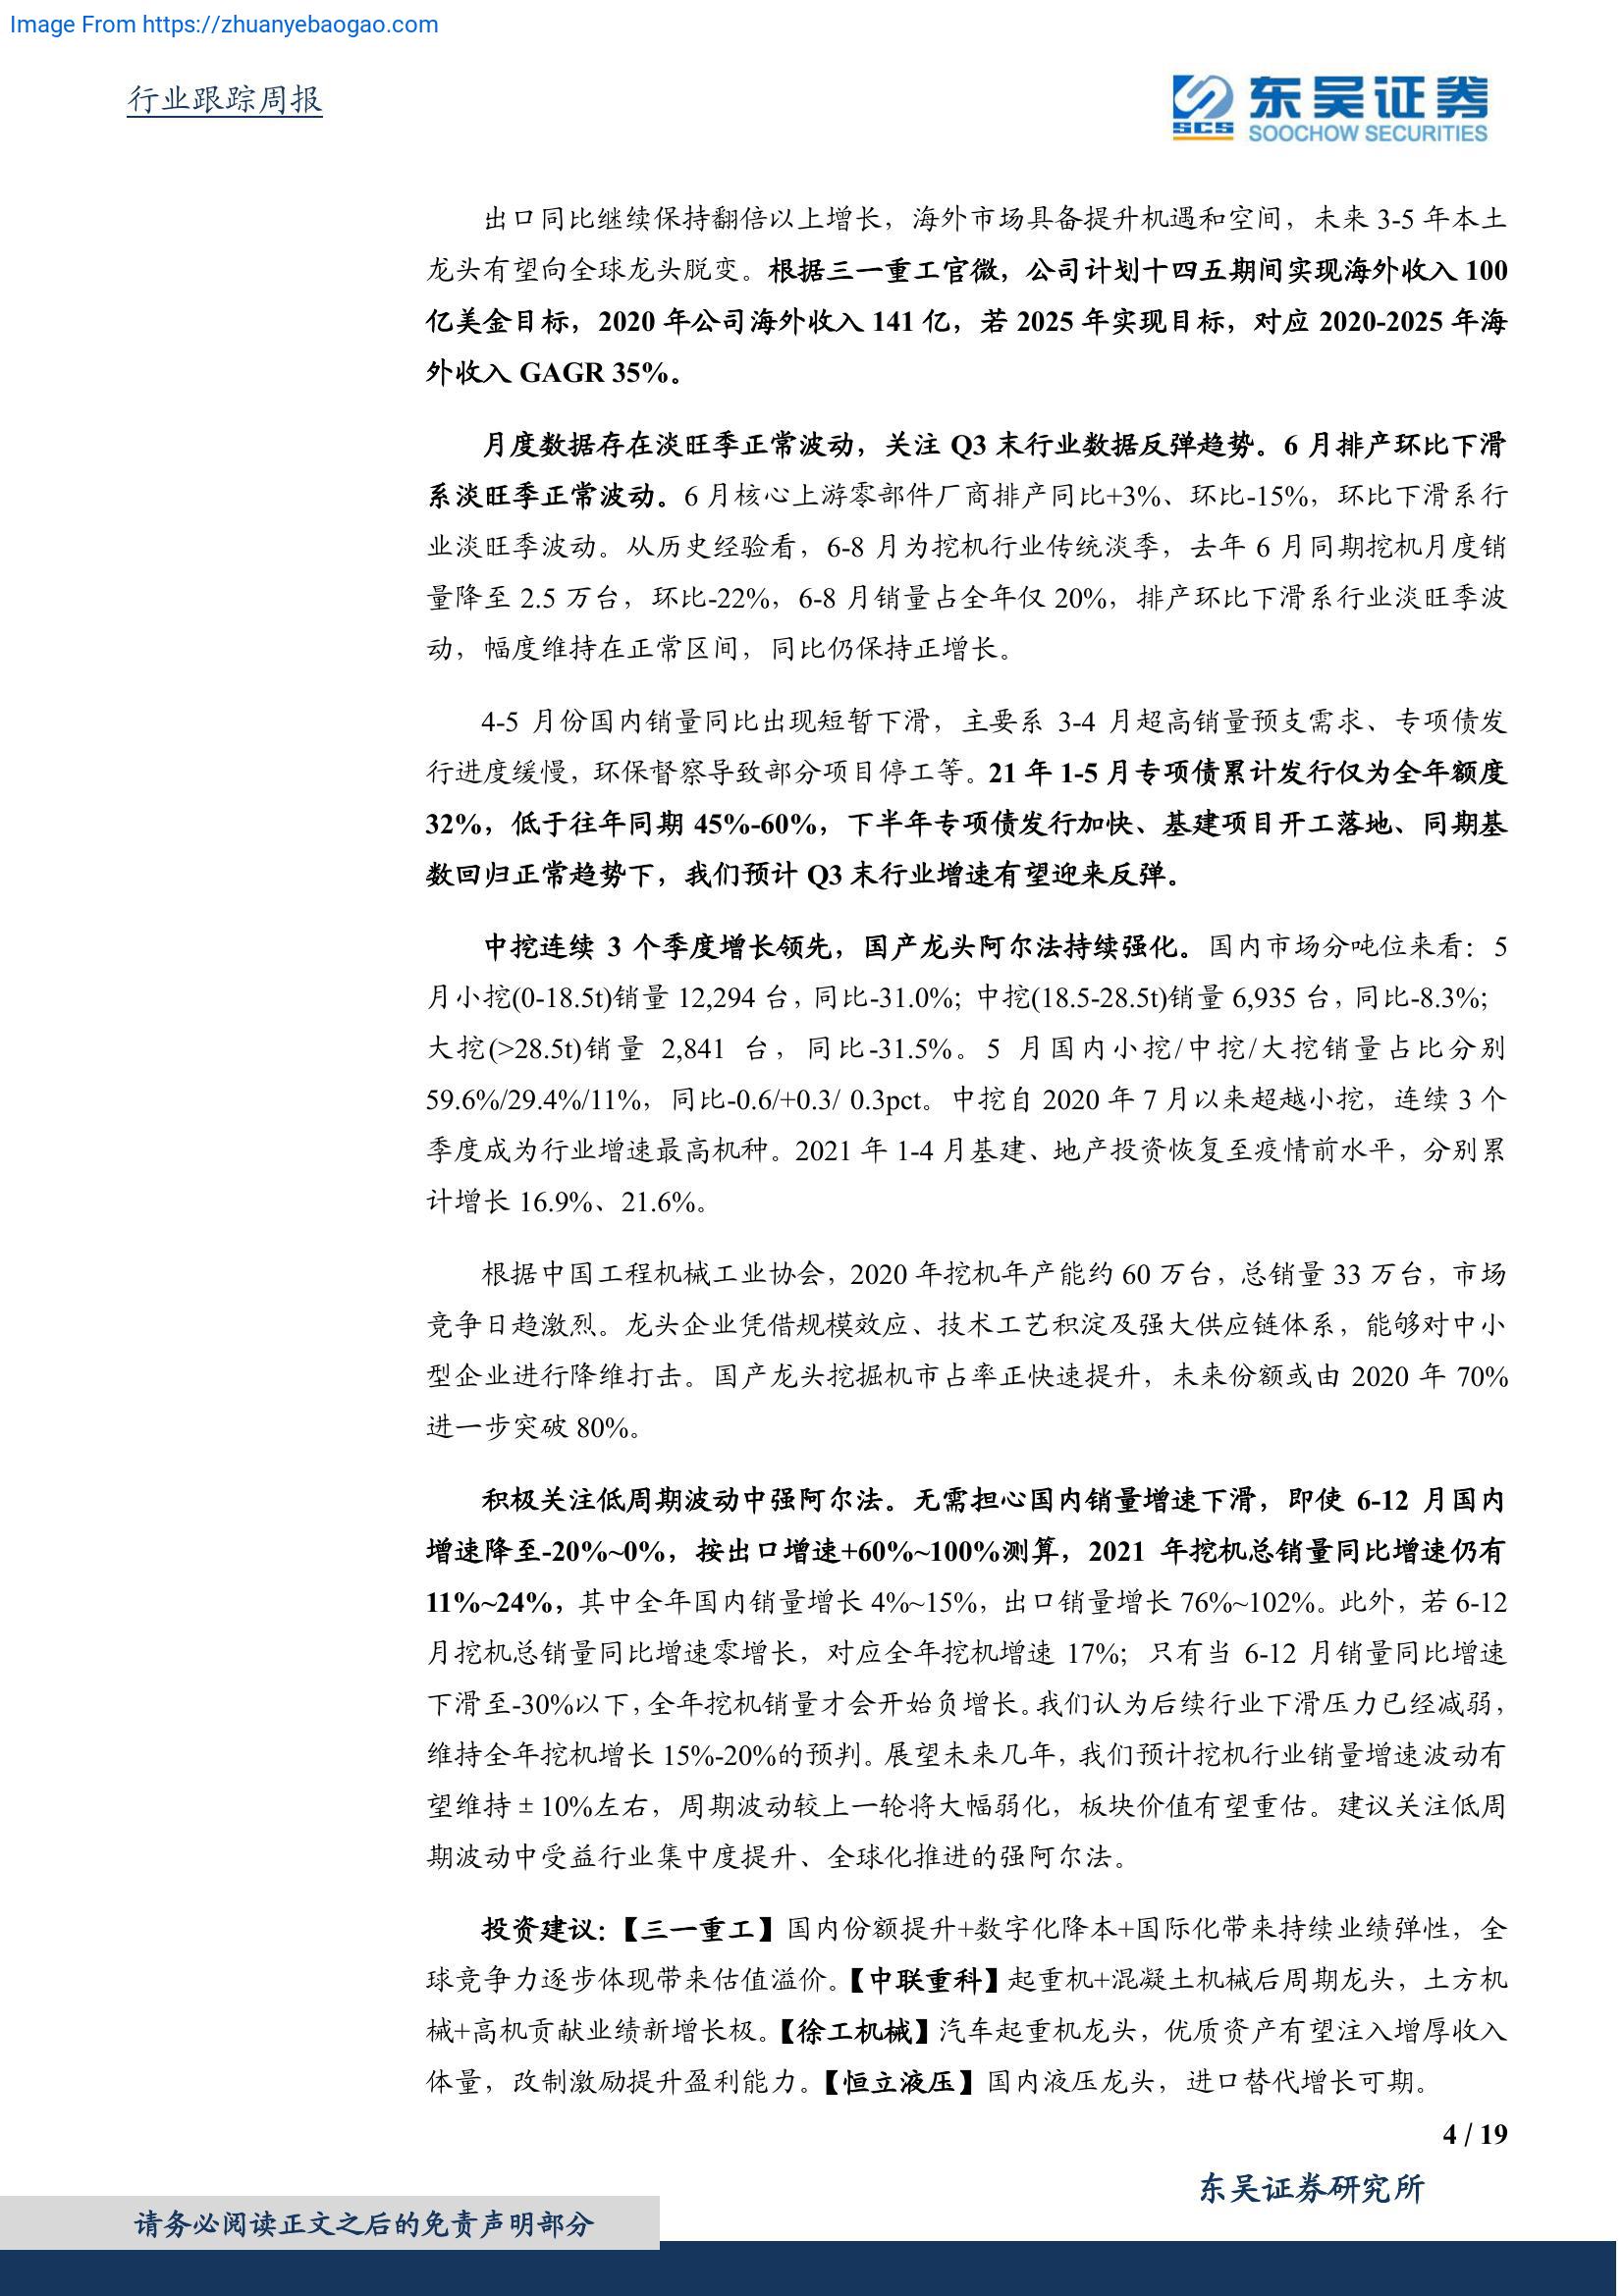 Image From https://zhuanyebaogao.com
行业跟踪周报
东吴证券
SCS
SOOCHOW SECURITIES
出口同比继续保持翻倍以上增长，海外市场具备提升机遇和空间，未来 3-5 年本土
龙头有望向全球龙头脱变。根据三一重工官微，公司计划十四五期间实现海外收入 100
亿美金目标，2020 年公司海外收入 141 亿，若 2025 年实现目标，对应 2020-2025 年海
外收入 GAGR 35%。
月度数据存在淡旺季正常波动，关注 Q3 末行业数据反弹趋势。6 月排产环比下滑
系淡旺季正常波动。6 月核心上游零部件厂商排产同比+3%、环比-15%，环比下滑系行
业淡旺季波动。从历史经验看，6-8 月为挖机行业传统淡季，去年 6 月同期挖机月度销
量降至 2.5 万台，环比-22%，6-8 月销量占全年仅 20%，排产环比下滑系行业淡旺季波
动，幅度维持在正常区间，同比仍保持正增长。
4-5 月份国内销量同比出现短暂下滑，主要系 3-4 月超高销量预支需求、专项债发
行进度缓慢，环保督察导致部分项目停工等。21 年 1-5 月专项债累计发行仅为全年额度
32%，低于往年同期 45%-60%，下半年专项债发行加快、基建项目开工落地、同期基
数回归正常趋势下，我们预计 Q3 末行业增速有望迎来反弹。
中挖连续 3 个季度增长领先，国产龙头阿尔法持续强化。国内市场分吨位来看：5
月小挖(0-18.5t)销量 12,294 台，同比-31.0%；中挖(18.5-28.5t)销量 6,935 台，同比-8.3%；
大挖(>28.5t)销量 2,841 台，同比-31.5%。5 月国内小挖/中挖/大挖销量占比分别
59.6%/29.4%/11%，同比-0.6/+0.3/ 0.3pct。中挖自 2020 年 7 月以来超越小挖，连续 3 个
季度成为行业增速最高机种。2021 年 1-4 月基建、地产投资恢复至疫情前水平，分别累
计增长 16.9%、21.6%。
根据中国工程机械工业协会，2020 年挖机年产能约 60 万台，总销量 33 万台，市场
竞争日趋激烈。龙头企业凭借规模效应、技术工艺积淀及强大供应链体系，能够对中小
型企业进行降维打击。国产龙头挖掘机市占率正快速提升，未来份额或由 2020 年 70%
进一步突破 80%。
积极关注低周期波动中强阿尔法。无需担心国内销量增速下滑，即使 6-12 月国内
增速降至-20%~0%，按出口增速+60%~100%测算，2021 年挖机总销量同比增速仍有
11%~24%，其中全年国内销量增长 4%~15%，出口销量增长 76%~102%。此外，若 6-12
月挖机总销量同比增速零增长，对应全年挖机增速 17%；只有当 6-12 月销量同比增速
下滑至-30%以下，全年挖机销量才会开始负增长。我们认为后续行业下滑压力已经减弱，
维持全年挖机增长 15%-20%的预判。展望未来几年，我们预计挖机行业销量增速波动有
望维持±10%左右，周期波动较上一轮将大幅弱化，板块价值有望重估。建议关注低周
期波动中受益行业集中度提升、全球化推进的强阿尔法。
投资建议：【三一重工】国内份额提升+数字化降本+国际化带来持续业绩弹性，全
球竞争力逐步体现带来估值溢价。【中联重科】起重机+混凝土机械后周期龙头，土方机
械+高机贡献业绩新增长极。【徐工机械】汽车起重机龙头，优质资产有望注入增厚收入
体量，改制激励提升盈利能力。【恒立液压】国内液压龙头，进口替代增长可期。
4 / 19
东吴证券研究所
请务必阅读正文之后的免责声明部分